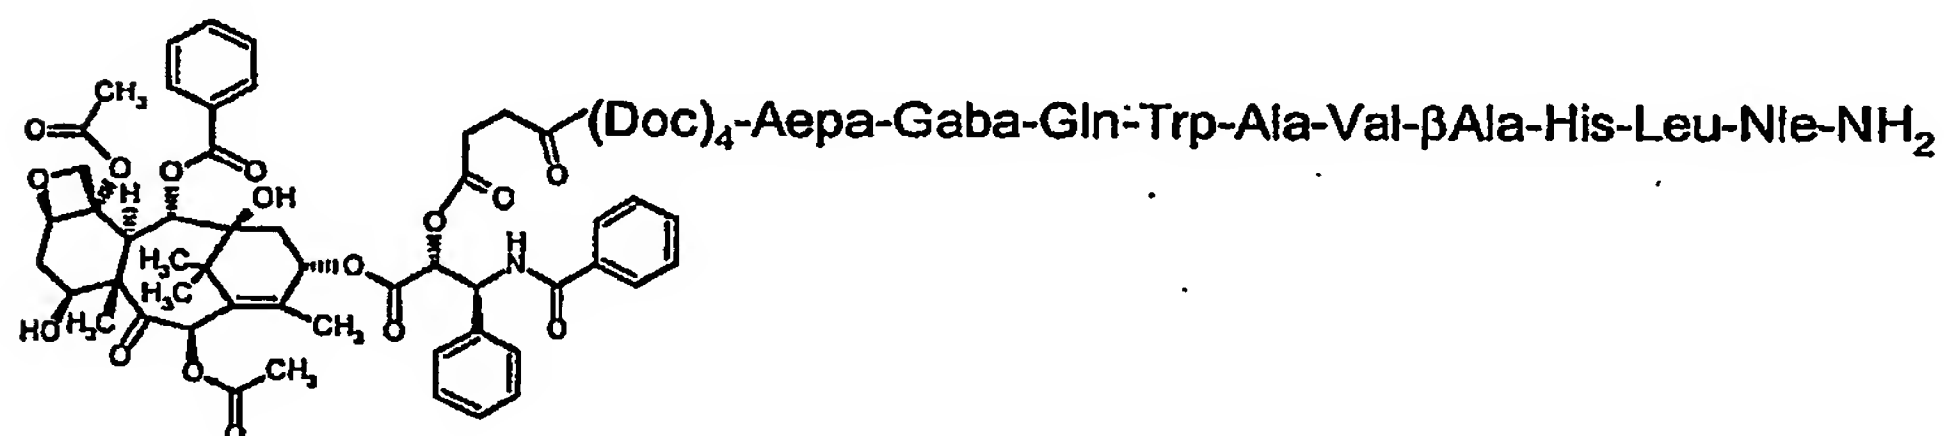 CH3
O
O
O
O
O
H
OH
(Doc)4-Aepa-Gaba-Gln-Trp-Ala-Val-βAla-His-Leu-Nle-NH2
O
O
O
H
N
H3C
H3C
O
HO
H3C
O
CH3
O
O
O
CH3
O